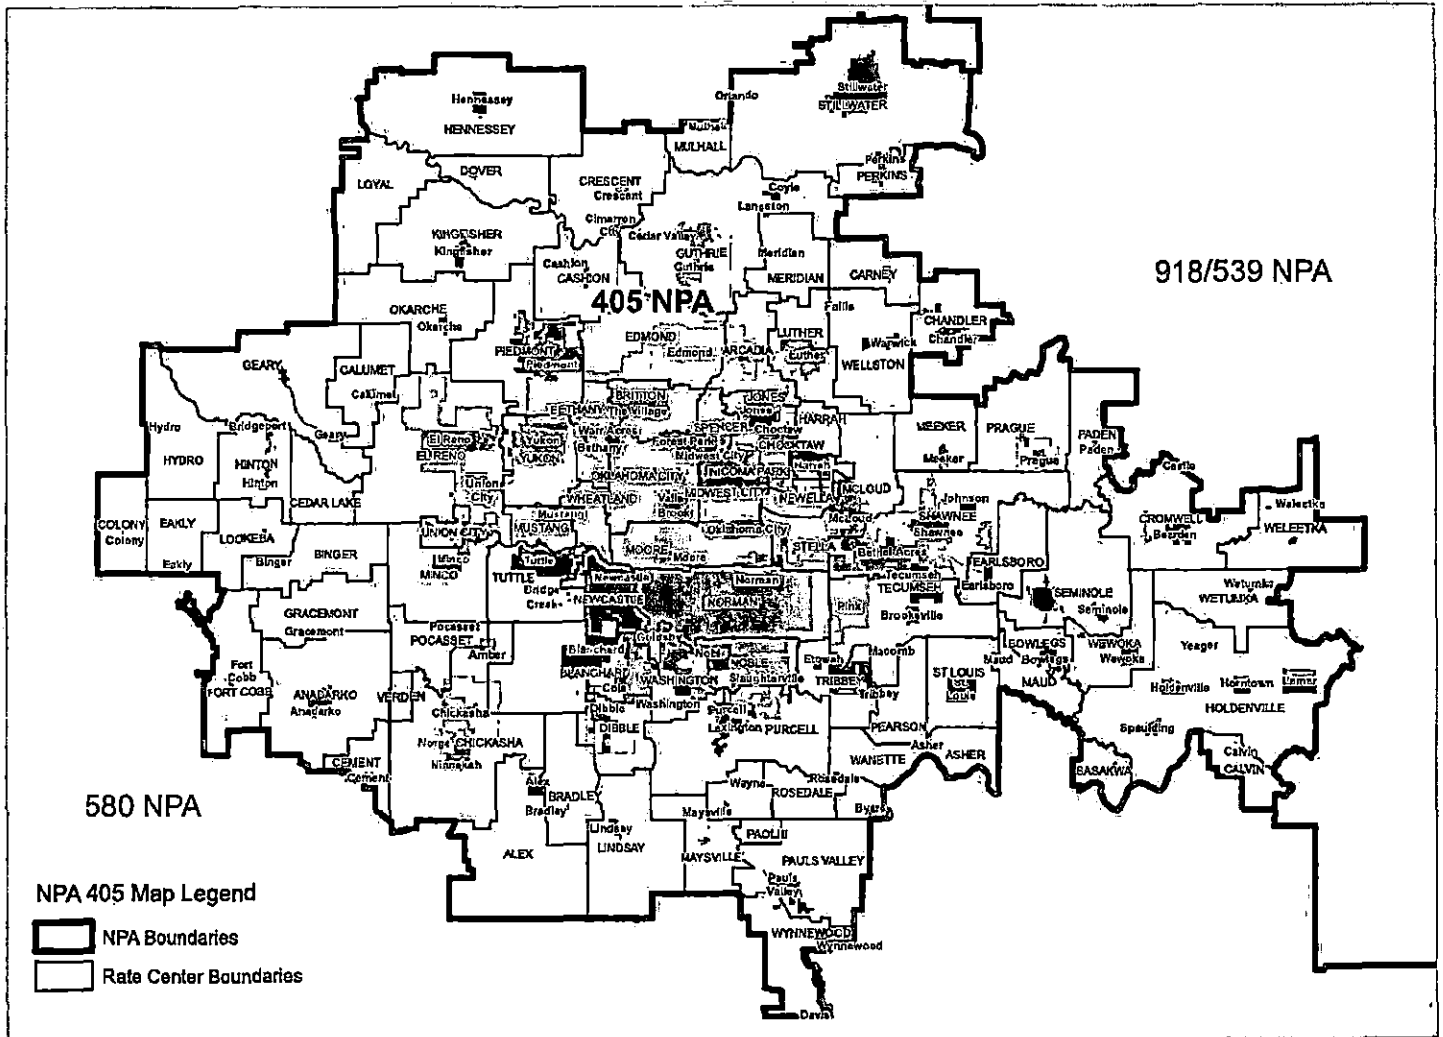 Orlando
Stillwater
STILLWATER
Hennessey
HENNESSEY
Mulhall
MULHALL
Perkins
PERKINS
DOVER
LOYAL
CRESCENT
Crescent
Coyle
Langston
Cimarron
City
KINGFISHER
Kingfisher
Cedar Valley
GUTHRIE
Guthrie
Meridian
MERIDIAN
CARNEY
918/539 NPA
Cashion
CASHION
405 NPA
Fallis
OKARCHE
Okarche
CHANDLER
Chandler
EDMOND
Edmond
ARCADIA
LUTHER
Luther
Warwick
WELLSTON
PIEDMONT
Piedmont
GEARY
CALUMET
Calumet
BRITTON
The Village
JONES
Jones
BETHANY
Hydro
Bridgeport
Geary
El Reno
EL RENO
Yukon
YUKON
Warr Acres
Bethany
SPENCER
Choctaw
HARRAH
Forest Park
CHOCTAW
Midwest City
MEEKER
Meeker
PRAGUE
Prague
PADEN
Paden
HYDRO
HINTON
Hinton
Harrah
Castle
OKLAHOMA CITY
NICOMA PARK
Union
City
CEDAR LAKE
WHEATLAND
Valley
Brook
MIDWEST CITY
NEWELLA
MCLOUD
McLoud
Johnson
SHAWNEE
Shawnee
Weleetka
WELEETKA
COLONY
Colony
EAKLY
LOOKEBA
Mustang
MUSTANG
UNION CITY
Oklahoma City
CROMWELL
Bearden
Eakly
Binger
BINGER
Minco
MINCO
MOORE
Moore
STELLA
Bethel Acres
EARLSBORO
Earlsboro
TUTTLE
Tuttle
Newcastle
NEWCASTLE
Norman
NORMAN
Tecumseh
TECUMSEH
Pink
Brooksville
SEMINOLE
Seminole
Wetumka
WETUMKA
Bridge
Creek
GRACEMONT
Gracemont
Pocasset
POCASSET
Amber
Goldsby
Blanchard
BLANCHARD
Noble
NOBLE
Slaughterville
WASHINGTON
Washington
Etowah
TRIBBEY
Tribbey
Macomb
BOWLEGS
Bowlegs
Maud
MAUD
WEWOKA
Wewoka
Yeager
Fort
Cobb
FORT COBB
ANADARKO
Anadarko
VERDEN
Cole
ST LOUIS
St
Louis
Holdenville
Horntown
Lamar
HOLDENVILLE
Chickasha
CHICKASHA
Norge
Ninnekah
Dibble
DIBBLE
Purcell
Lexington
PURCELL
PEARSON
Asher
ASHER
WANETTE
Spaulding
SASAKWA
Calvin
CALVIN
CEMENT
Cement
580 NPA
Alex
Bradley
BRADLEY
Wayne
Rosedale
ROSEDALE
Byars
Maysville
MAYSVILLE
Lindsay
LINDSAY
ALEX
PAOLI
PAULS VALLEY
Pauls
Valley
WYNNEWOOD
Wynnewood
Davis
NPA 405 Map Legend
NPA Boundaries
Rate Center Boundaries